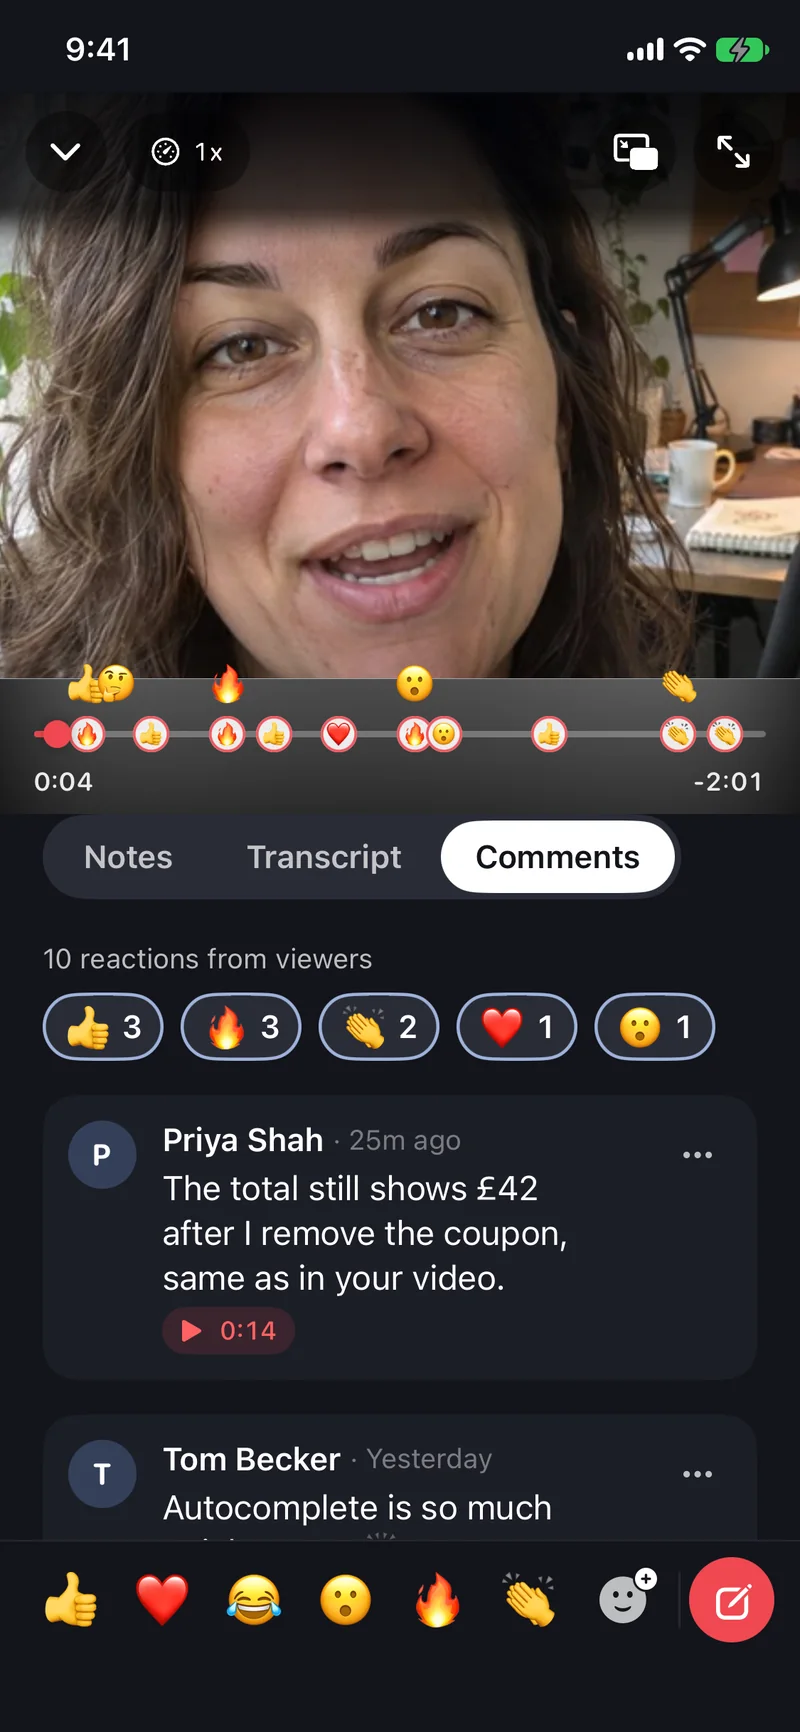 9:41
1x
0:04
-2:01
Notes
Transcript
Comments
10 reactions from viewers
3
3
2
1
1
P
Priya Shah · 25m ago
The total still shows £42
after I remove the coupon,
same as in your video.
0:14
T
Tom Becker · Yesterday
Autocomplete is so much